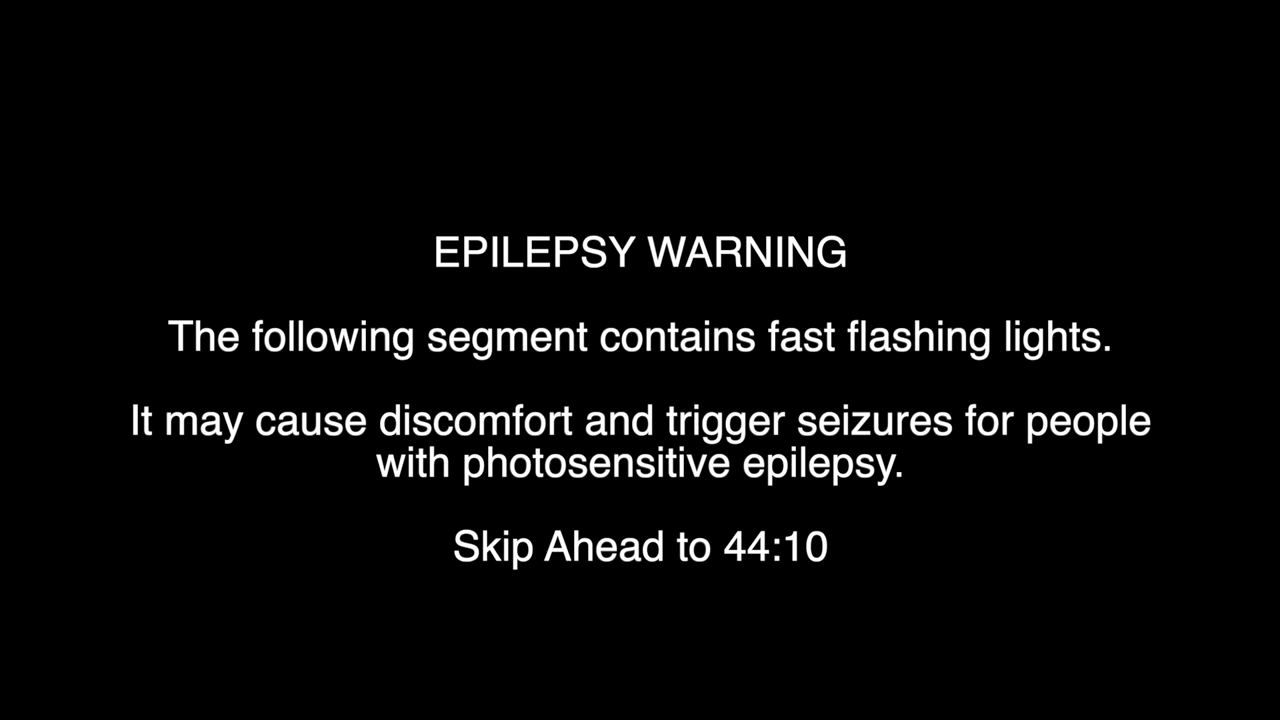 EPILEPSY WARNING
The following segment contains fast flashing lights.
It may cause discomfort and trigger seizures for people
with photosensitive epilepsy.
Skip Ahead to 44:10